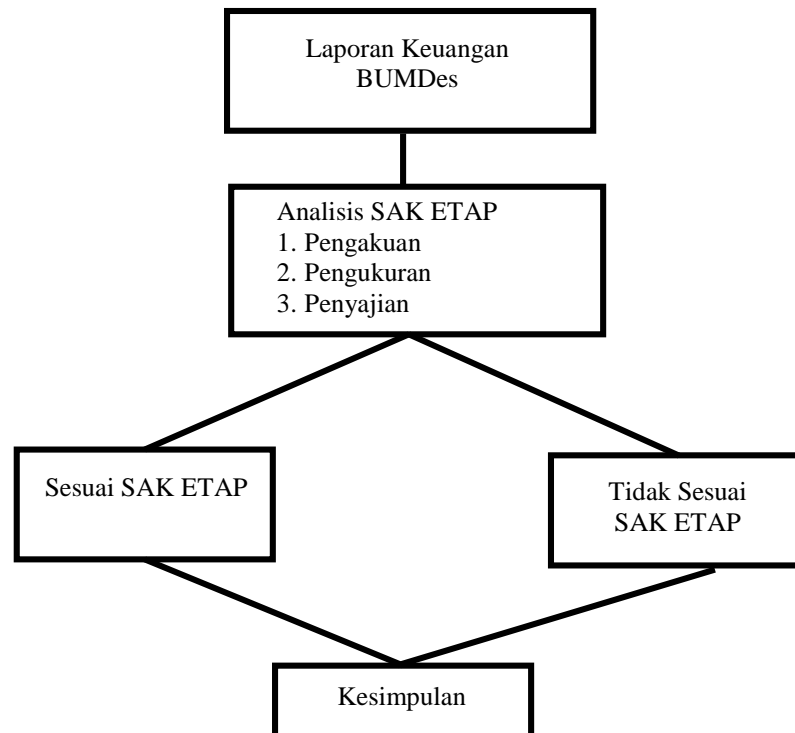 Laporan Keuangan
BUMDes
Analisis SAK ETAP
1. Pengakuan
2. Pengukuran
3. Penyajian
Sesuai SAK ETAP
Tidak Sesuai
SAK ETAP
Kesimpulan